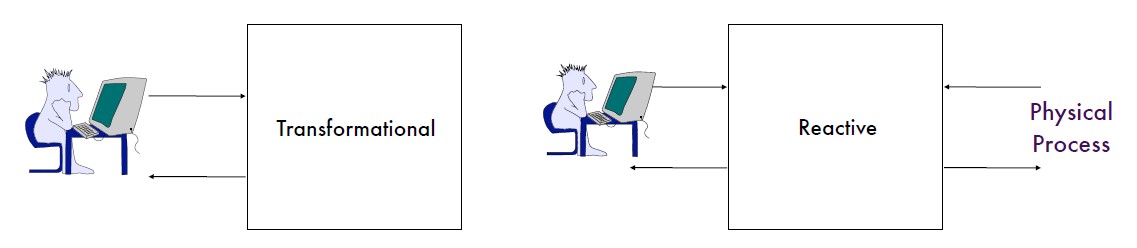 Transformational
Reactive
Physical
Process